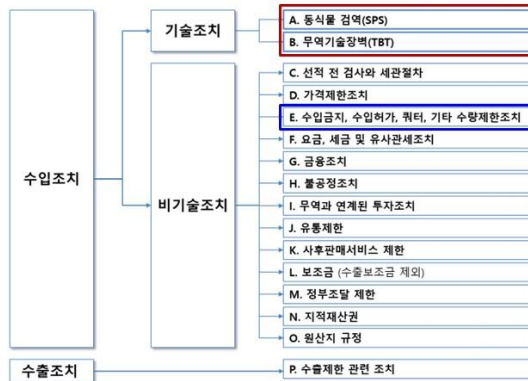 수입조치
기술조치
A. 동식물 검역(SPS)
B. 무역기술장벽(TBT)
비기술조치
C. 선적 전 검사와 세관절차
D. 가격제한조치
E. 수입금지, 수입허가, 쿼터, 기타 수량제한조치
F. 요금, 세금 및 유사관세조치
G. 금융조치
H. 불공정조치
I. 무역과 연계된 투자조치
J. 유통제한
K. 사후판매서비스 제한
L. 보조금 (수출보조금 제외)
M. 정부조달 제한
N. 지적재산권
O. 원산지 규정
수출조치
P. 수출제한 관련 조치